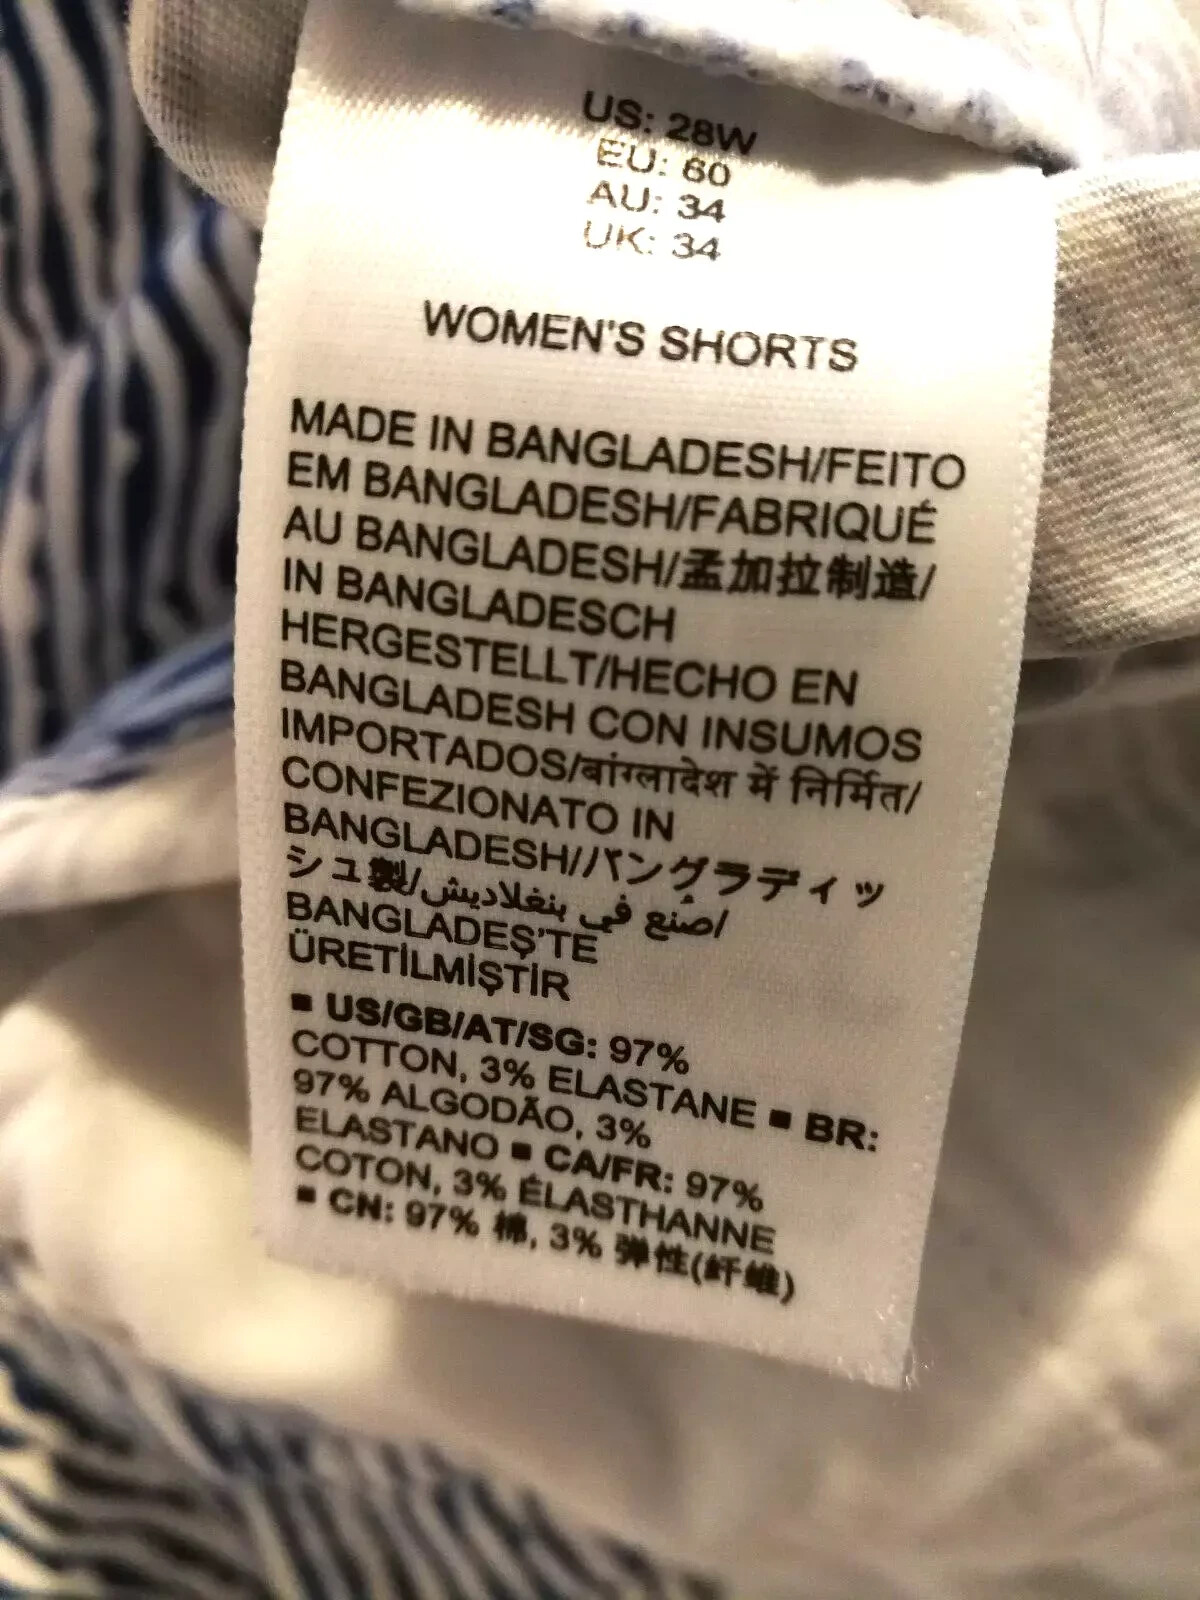 US: 28W
EU: 60
AU: 34
UK: 34
WOMEN'S SHORTS
MADE IN BANGLADESH/FEITO
EM BANGLADESH/FABRIQUÉ
AU BANGLADESH/孟加拉制造/
IN BANGLADESCH
HERGESTELLT/HECHO EN
BANGLADESH CON INSUMOS
IMPORTADOS/बांग्लादेश में निर्मित/
CONFEZIONATO IN
BANGLADESH//バングラディッ
シュ製/صنع في بنغلاديش/
BANGLADEŞ'TE
ÜRETİLMİŞTİR
▪ US/GB/AT/SG: 97%
COTTON, 3% ELASTANE ▪ BR:
97% ALGODÃO, 3%
ELASTANO ▪ CA/FR: 97%
COTON, 3% ÉLASTHANNE
▪ CN: 97% 棉, 3% 弹性(纤维)